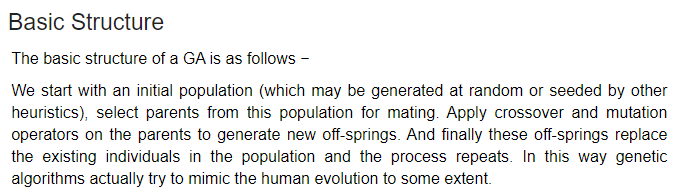 Basic Structure
The basic structure of a GA is as follows −
We start with an initial population (which may be generated at random or seeded by other
heuristics), select parents from this population for mating. Apply crossover and mutation
operators on the parents to generate new off-springs. And finally these off-springs replace
the existing individuals in the population and the process repeats. In this way genetic
algorithms actually try to mimic the human evolution to some extent.